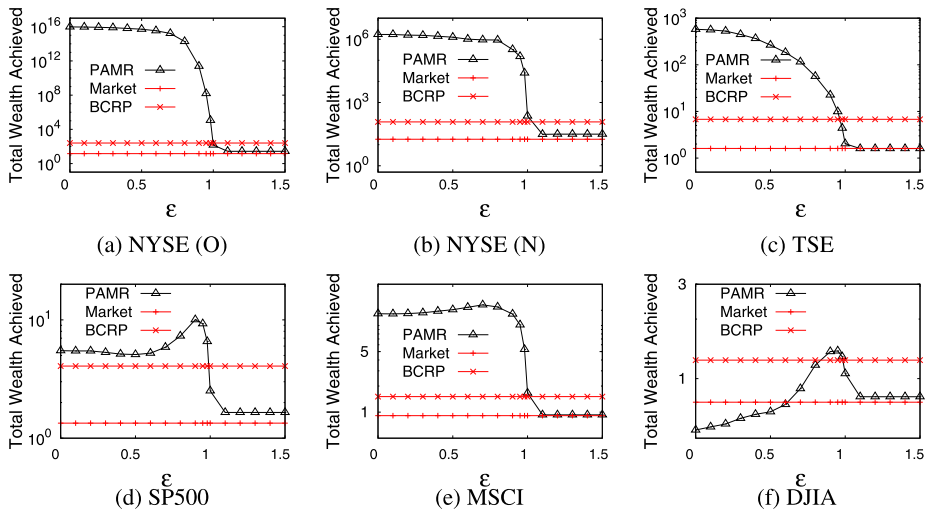 Total Wealth Achieved
10^16
10^12
10^8
10^4
10^0
PAMR
Market
BCRP
0 0.5 1 1.5
ε
(a) NYSE (O)
Total Wealth Achieved
10^6
10^3
10^0
PAMR
Market
BCRP
0 0.5 1 1.5
ε
(b) NYSE (N)
Total Wealth Achieved
10^3
10^2
10^1
10^0
PAMR
Market
BCRP
0 0.5 1 1.5
ε
(c) TSE
Total Wealth Achieved
10^1
10^0
PAMR
Market
BCRP
0 0.5 1 1.5
ε
(d) SP500
Total Wealth Achieved
5
1
PAMR
Market
BCRP
0 0.5 1 1.5
ε
(e) MSCI
Total Wealth Achieved
3
1
PAMR
Market
BCRP
0 0.5 1 1.5
ε
(f) DJIA